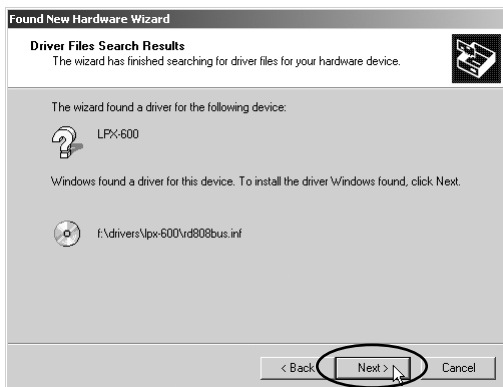 Found New Hardware Wizard
Driver Files Search Results
The wizard has finished searching for driver files for your hardware device.
The wizard found a driver for the following device:
LPX-600
Windows found a driver for this device. To install the driver Windows found, click Next.
f:\drivers\lpx-600\rd808bus.inf
< Back
Next >
Cancel